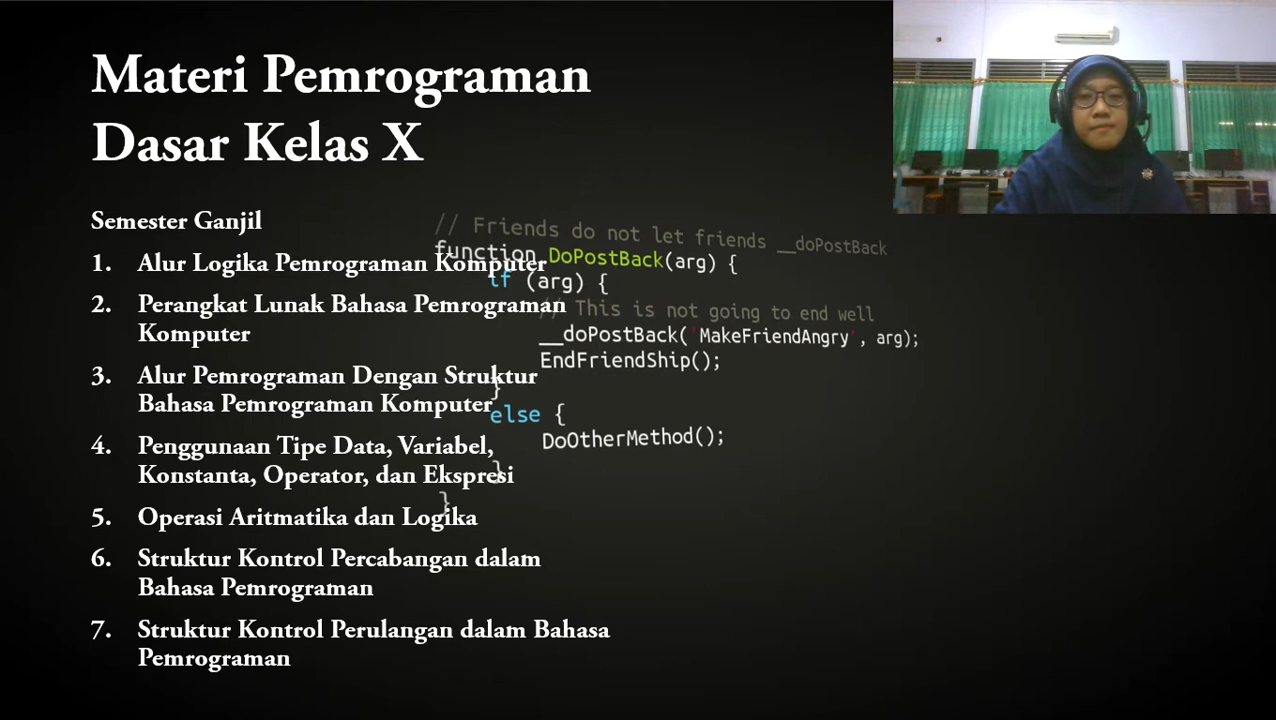 Materi Pemrograman
Dasar Kelas X
Semester Ganjil
1. Alur Logika Pemrograman Komputer
2. Perangkat Lunak Bahasa Pemrograman
Komputer
3. Alur Pemrograman Dengan Struktur
Bahasa Pemrograman Komputer
4. Penggunaan Tipe Data, Variabel,
Konstanta, Operator, dan Ekspresi
5. Operasi Aritmatika dan Logika
6. Struktur Kontrol Percabangan dalam
Bahasa Pemrograman
7. Struktur Kontrol Perulangan dalam Bahasa
Pemrograman
// Friends do not let friends __doPostBack
function DoPostBack(arg) {
if (arg) {
// This is not going to end well
__doPostBack('MakeFriendAngry', arg);
EndFriendShip();
}
else {
DoOtherMethod();
}
}